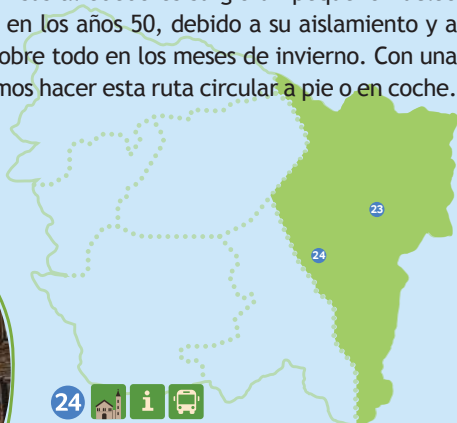 en los años 50, debido a su aislamiento y a
obre todo en los meses de invierno. Con una
mos hacer esta ruta circular a pie o en coche.
23
24
24 i